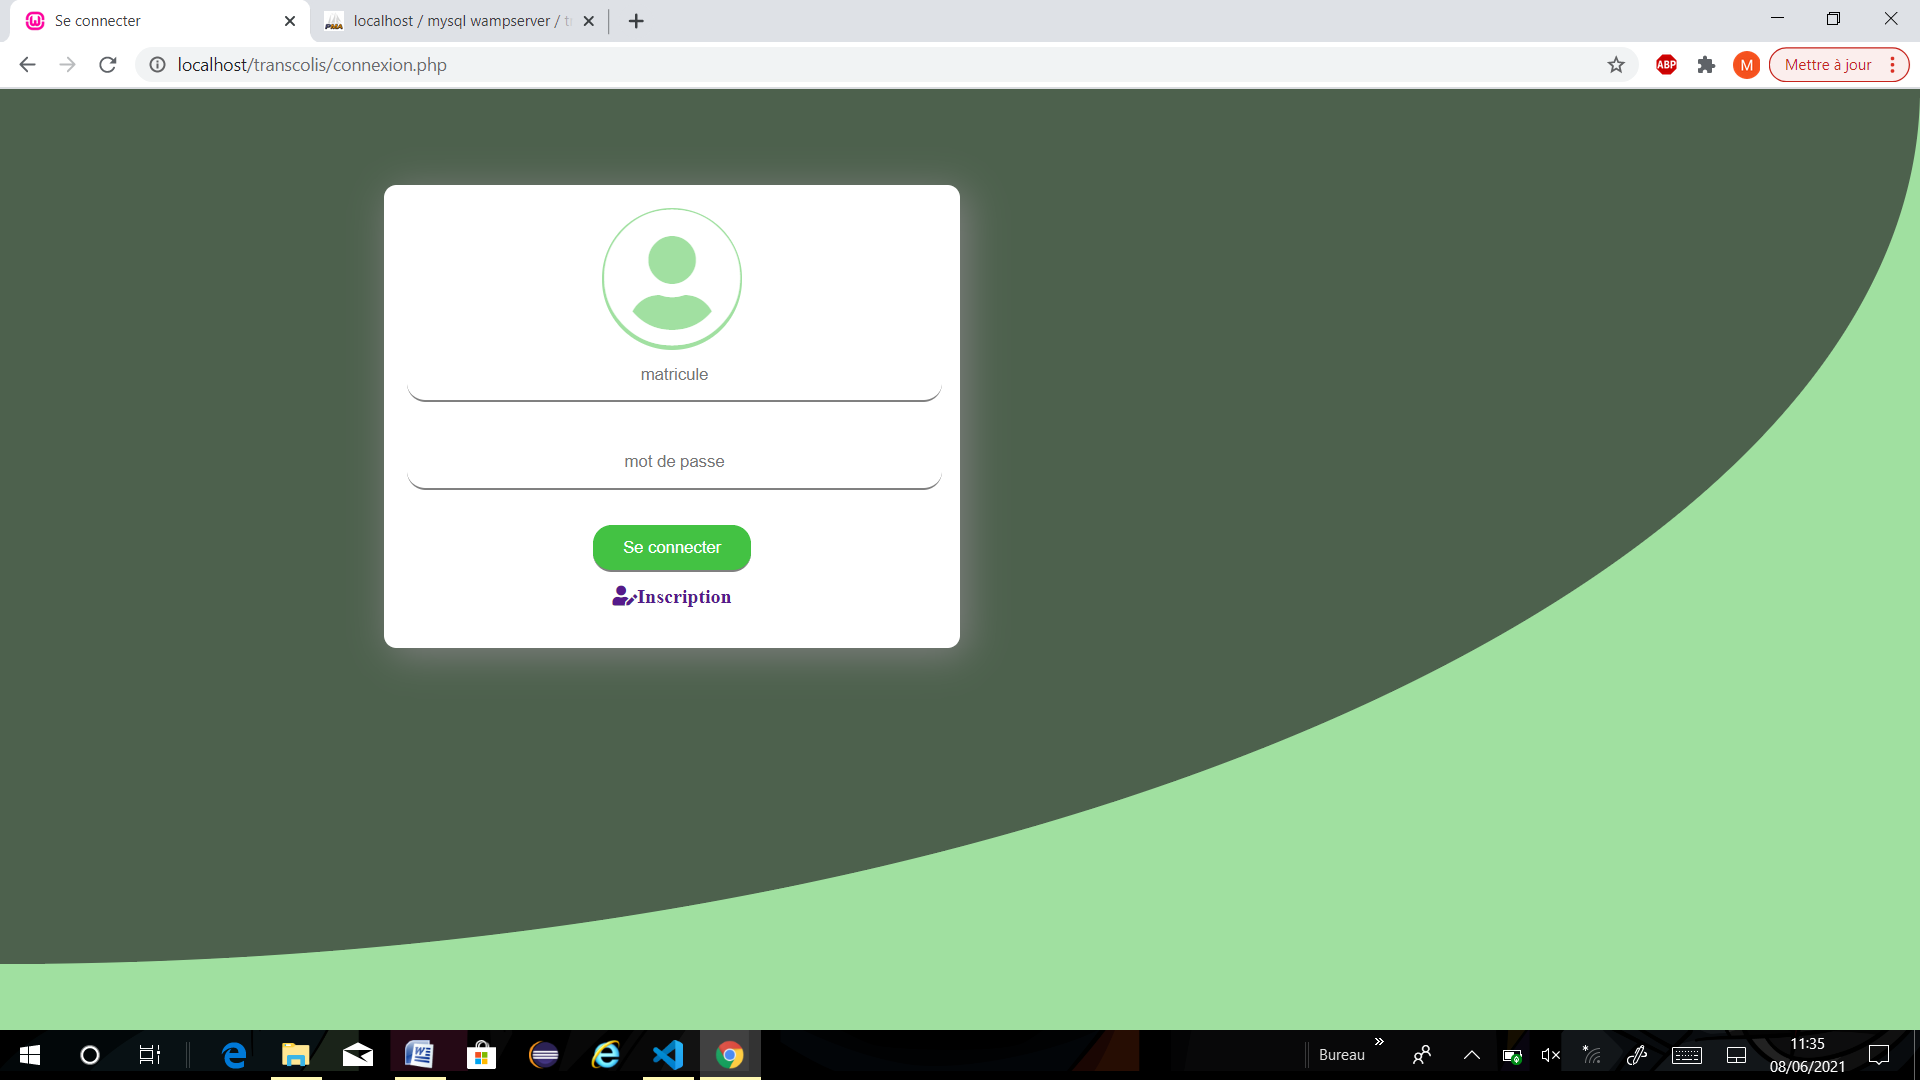 Se connecter
localhost / mysql wampserver /
localhost/transcolis/connexion.php
ABP
M
Mettre à jour
matricule
mot de passe
Se connecter
Inscription
Bureau
11:35
08/06/2021